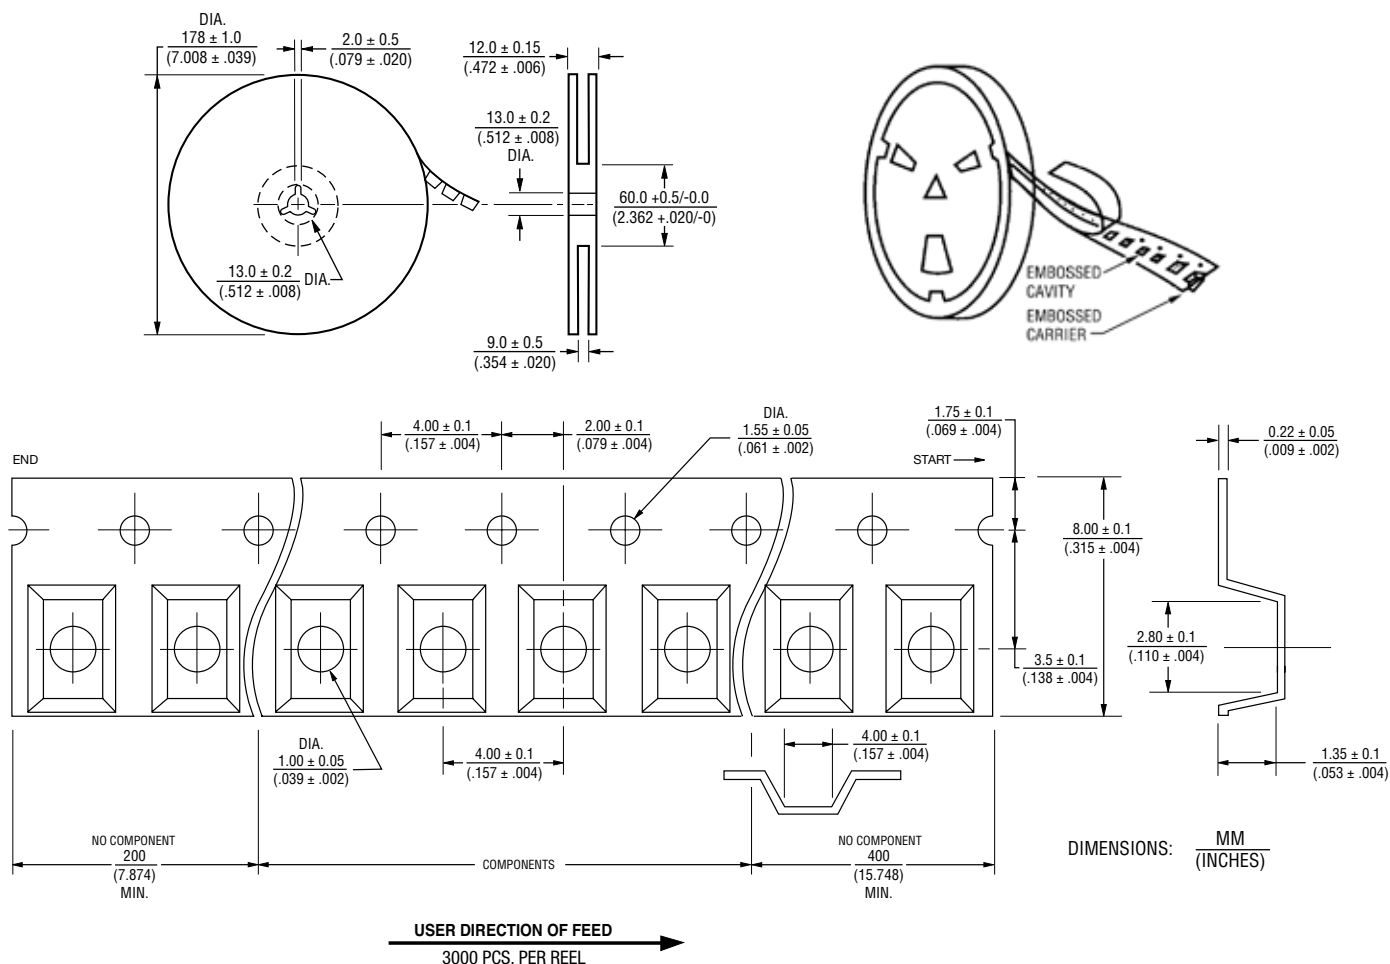 DIA.
178 ± 1.0
(7.008 ± .039)
2.0 ± 0.5
(.079 ± .020)
12.0 ± 0.15
(.472 ± .006)
13.0 ± 0.2
(.512 ± .008)
DIA.
60.0 +0.5/-0.0
(2.362 +.020/-0)
13.0 ± 0.2
(.512 ± .008)
DIA.
9.0 ± 0.5
(.354 ± .020)
EMBOSSED
CAVITY
EMBOSSED
CARRIER
END
4.00 ± 0.1
(.157 ± .004)
2.00 ± 0.1
(.079 ± .004)
DIA.
1.55 ± 0.05
(.061 ± .002)
START
1.75 ± 0.1
(.069 ± .004)
0.22 ± 0.05
(.009 ± .002)
8.00 ± 0.1
(.315 ± .004)
2.80 ± 0.1
(.110 ± .004)
3.5 ± 0.1
(.138 ± .004)
DIA.
1.00 ± 0.05
(.039 ± .002)
4.00 ± 0.1
(.157 ± .004)
4.00 ± 0.1
(.157 ± .004)
1.35 ± 0.1
(.053 ± .004)
NO COMPONENT
200
(7.874)
MIN.
COMPONENTS
NO COMPONENT
400
(15.748)
MIN.
DIMENSIONS:
MM
(INCHES)
USER DIRECTION OF FEED
3000 PCS. PER REEL